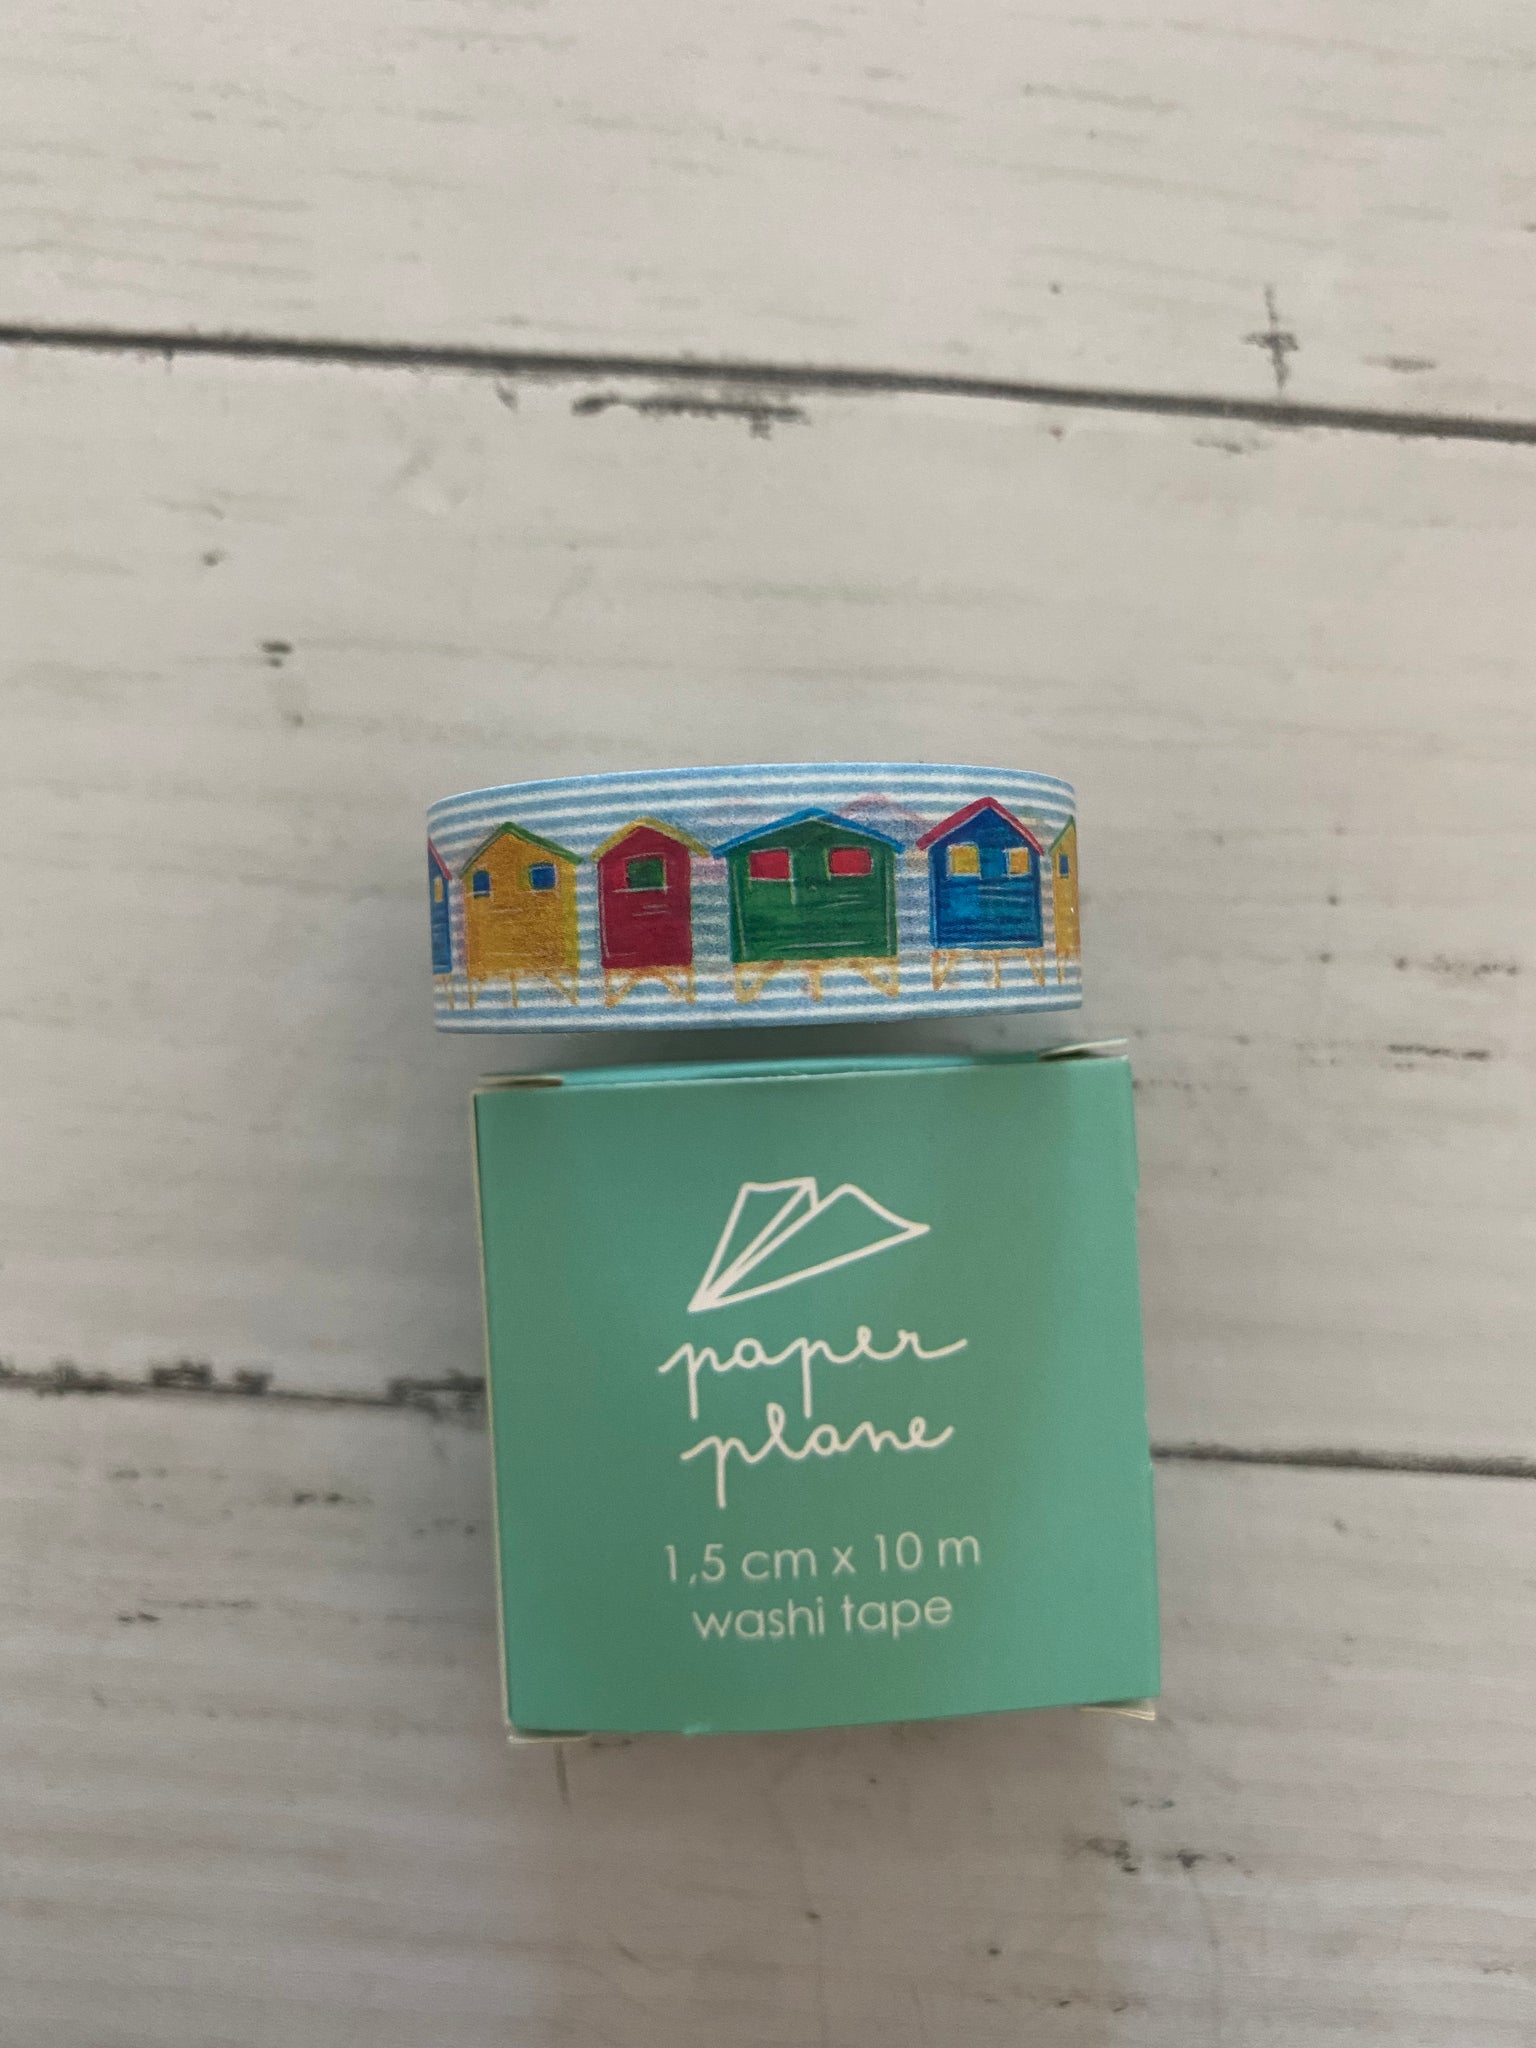 paper
plane
1,5 cm x 10 m
washi tape